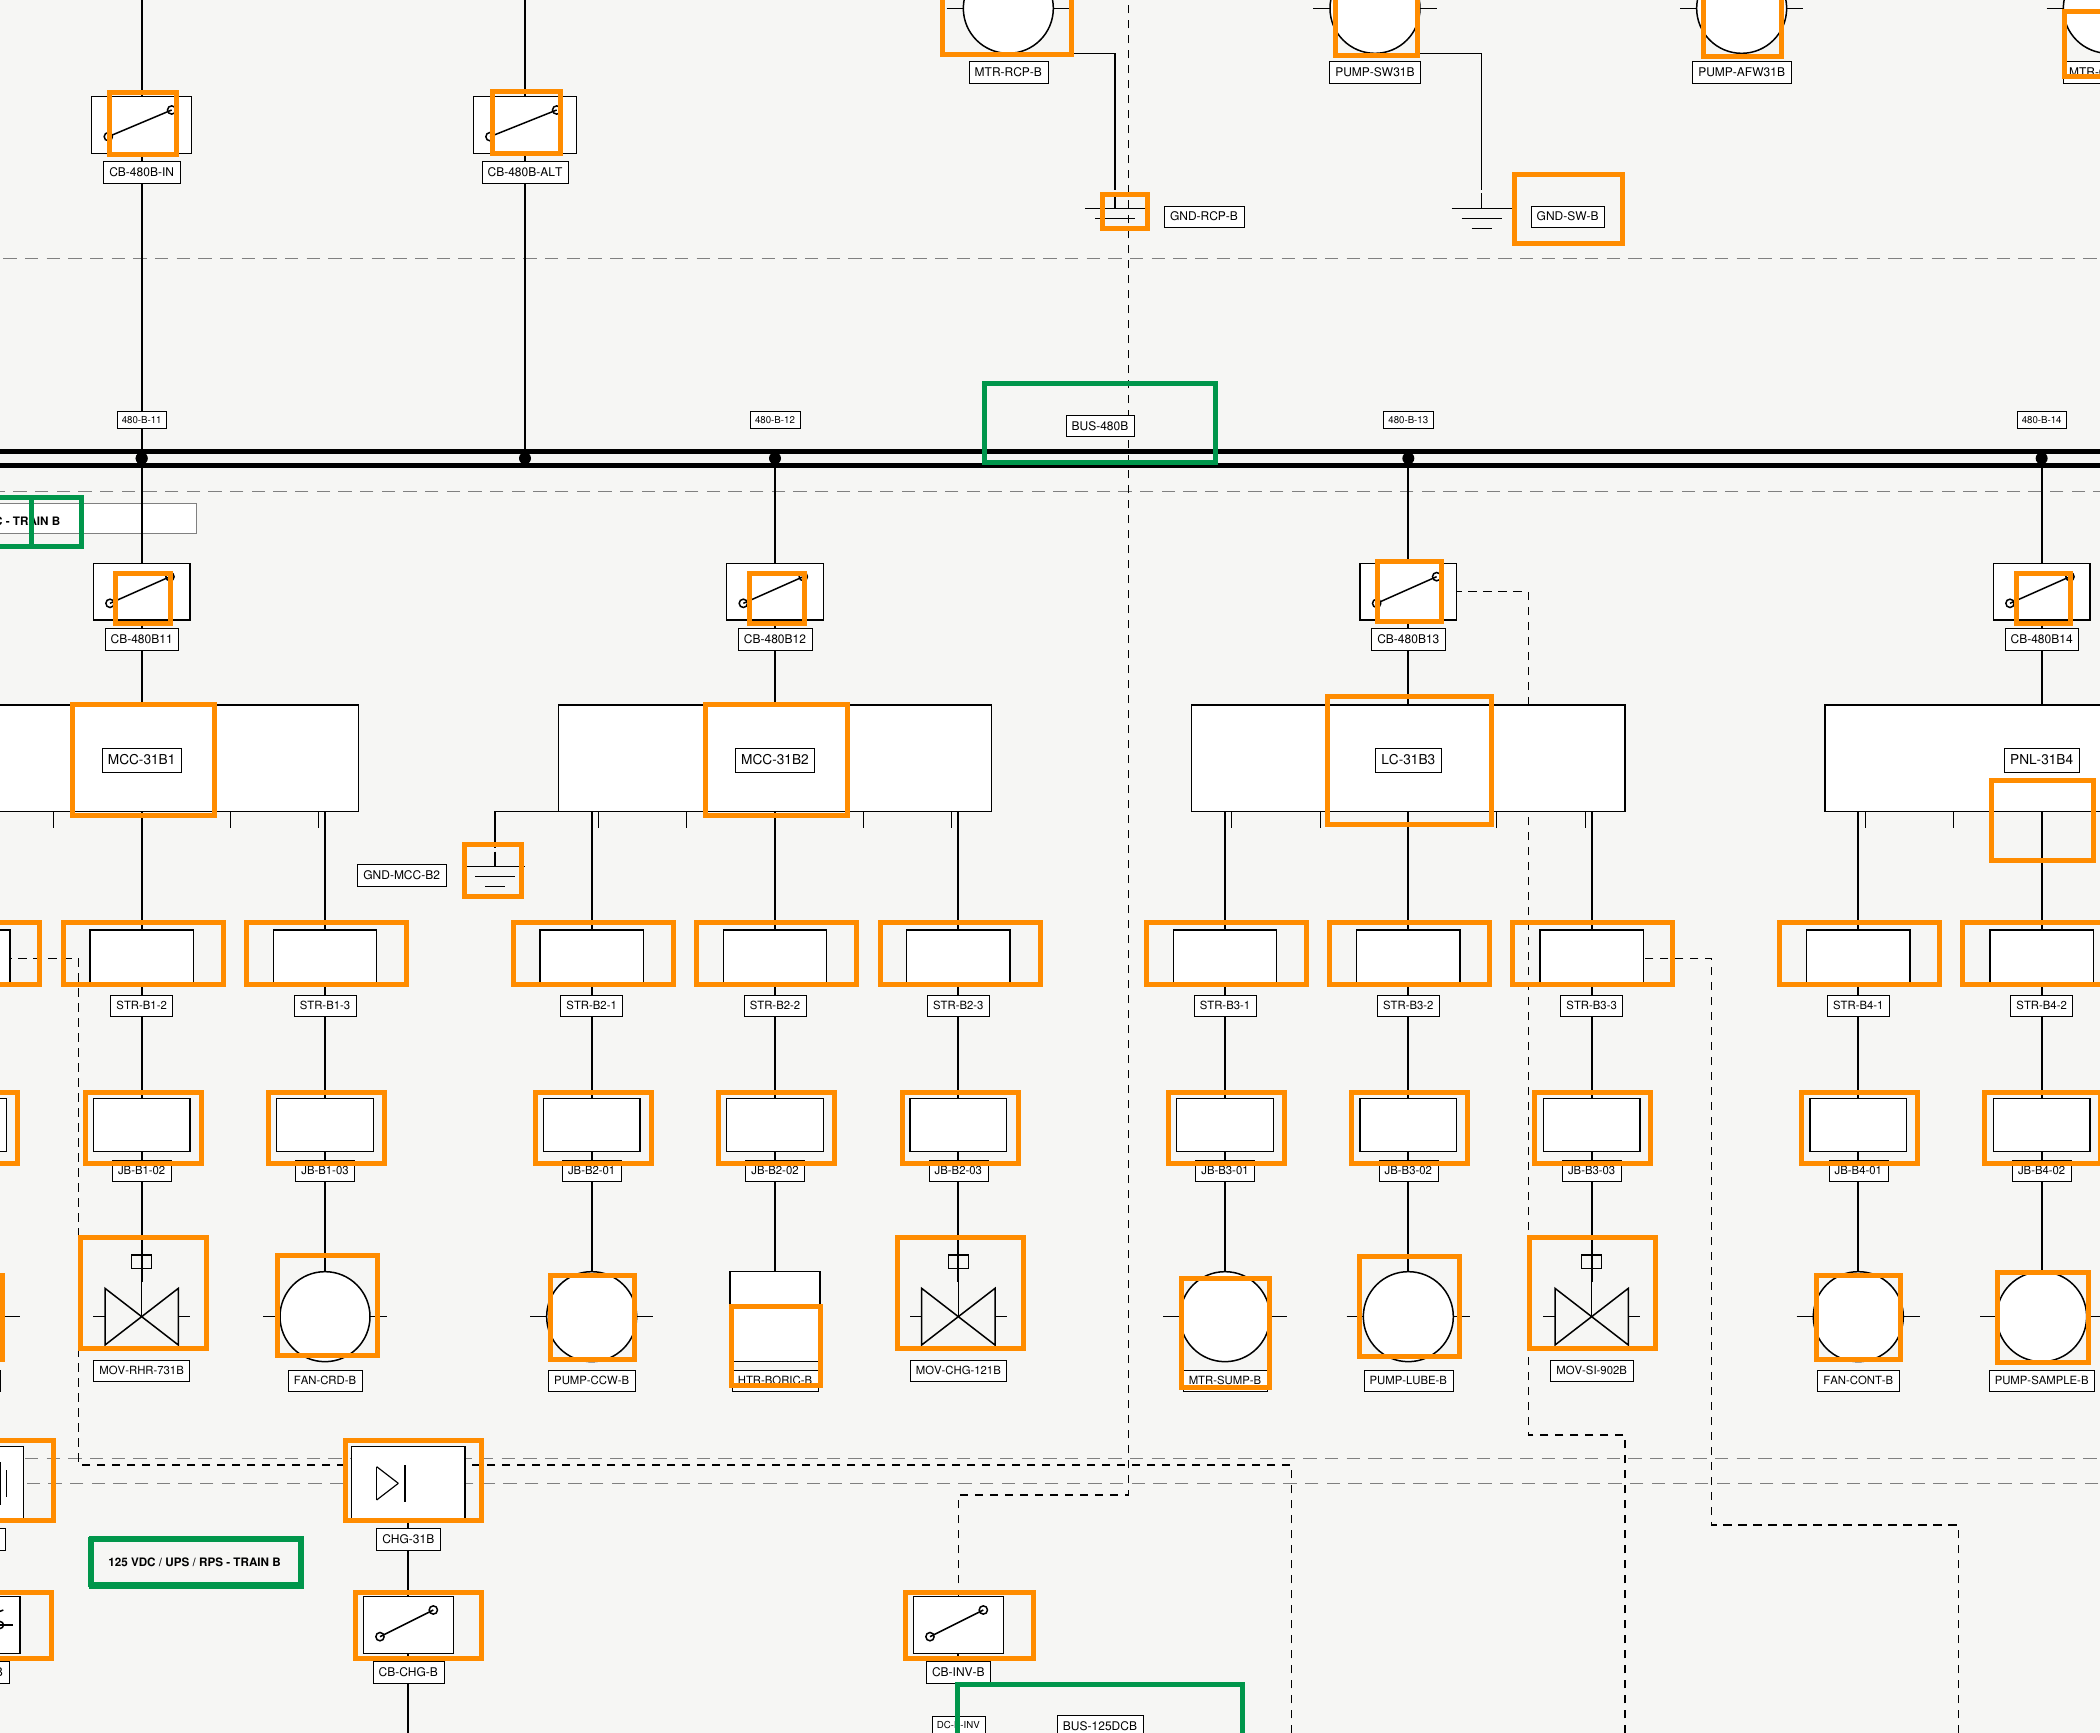 MTR-RCP-B
PUMP-SW31B
PUMP-AFW31B
CB-480B-IN
CB-480B-ALT
GND-RCP-B
GND-SW-B
480-B-11
480-B-12
BUS-480B
480-B-13
480-B-14
- TRAIN B
CB-480B11
CB-480B12
CB-480B13
CB-480B14
MCC-31B1
MCC-31B2
LC-31B3
PNL-31B4
GND-MCC-B2
STR-B1-2
STR-B1-3
STR-B2-1
STR-B2-2
STR-B2-3
STR-B3-1
STR-B3-2
STR-B3-3
STR-B4-1
STR-B4-2
JB-B1-02
JB-B1-03
JB-B2-01
JB-B2-02
JB-B2-03
JB-B3-01
JB-B3-02
JB-B3-03
JB-B4-01
JB-B4-02
MOV-RHR-731B
FAN-CRD-B
PUMP-CCW-B
HTR-BORIC-B
MOV-CHG-121B
MTR-SUMP-B
PUMP-LUBE-B
MOV-SI-902B
FAN-CONT-B
PUMP-SAMPLE-B
CHG-31B
125 VDC / UPS / RPS - TRAIN B
CB-CHG-B
CB-INV-B
BUS-125DCB